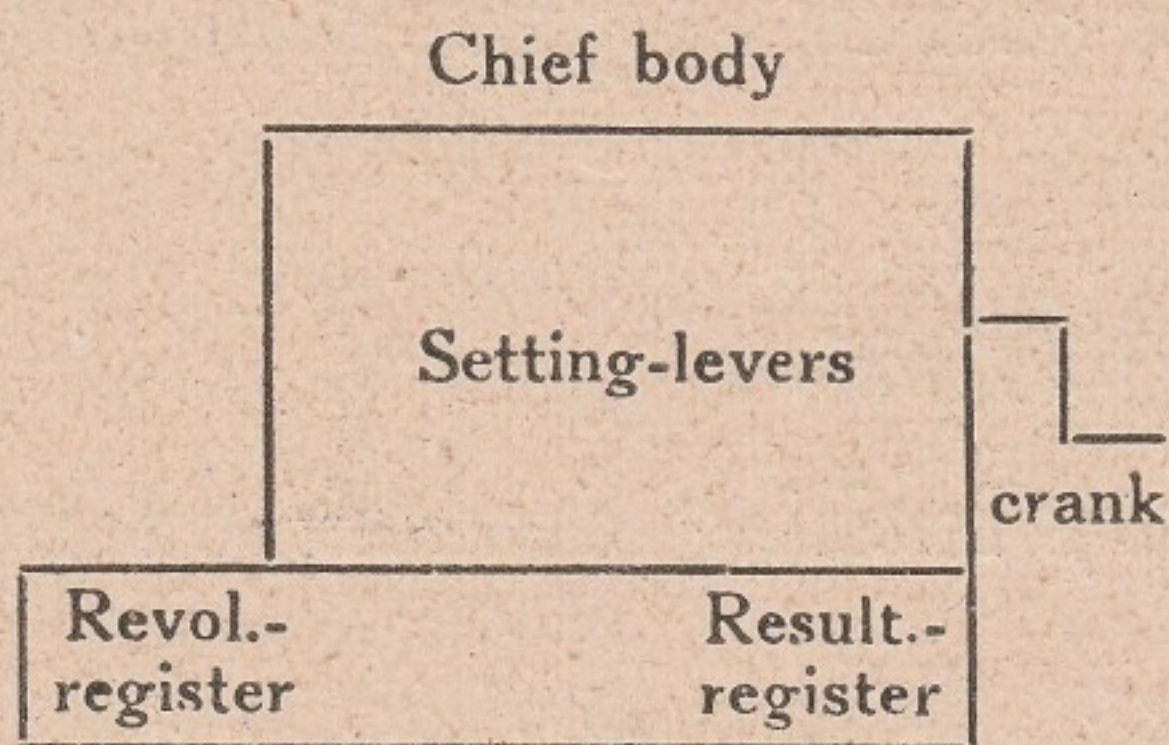 Chief body
Setting-levers
crank
Revol.-
register
Result.-
register